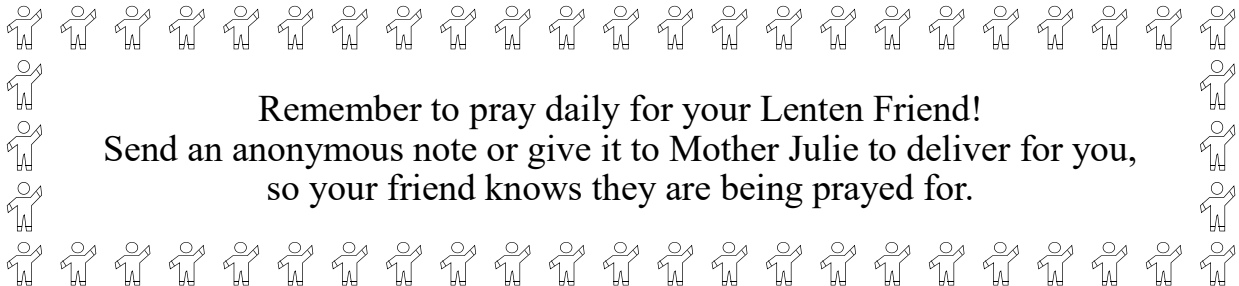 Remember to pray daily for your Lenten Friend!
Send an anonymous note or give it to Mother Julie to deliver for you,
so your friend knows they are being prayed for.